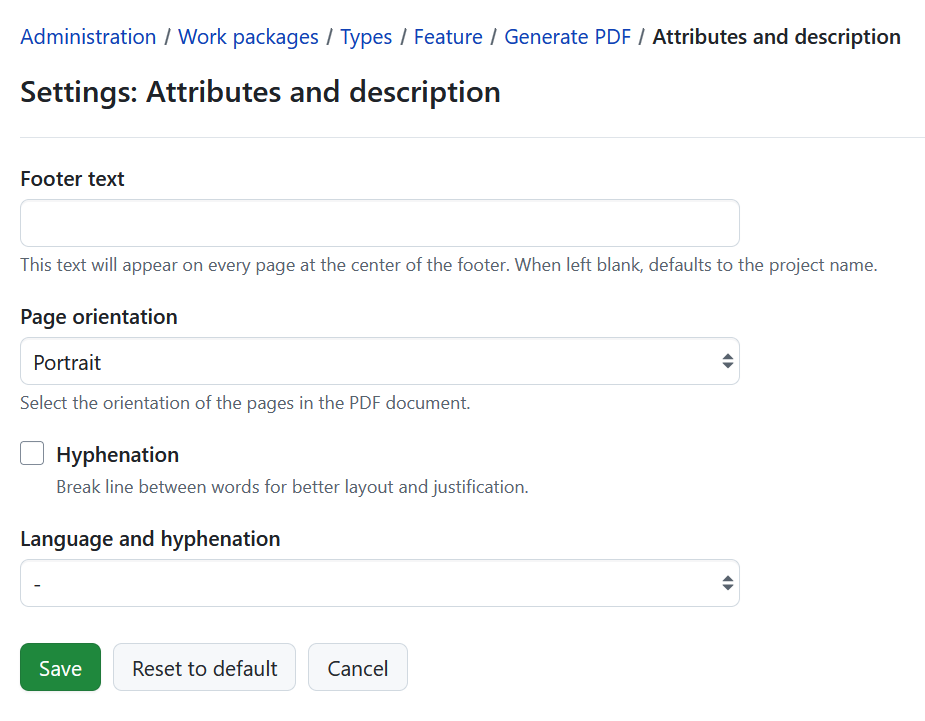 Administration / Work packages / Types / Feature / Generate PDF / Attributes and description
Settings: Attributes and description
Footer text
This text will appear on every page at the center of the footer. When left blank, defaults to the project name.
Page orientation
Portrait
Select the orientation of the pages in the PDF document.
Hyphenation
Break line between words for better layout and justification.
Language and hyphenation
-
Save Reset to default Cancel